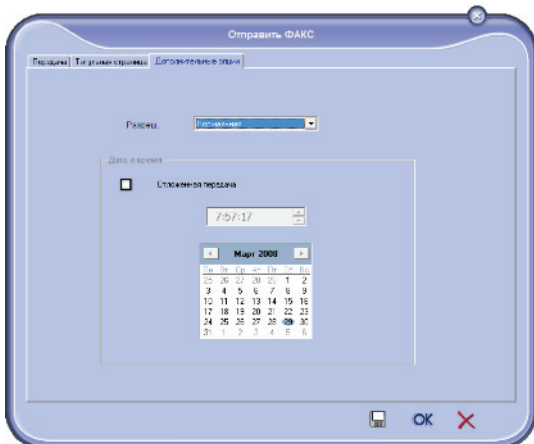 Отправить ФАКС
Передача Титульная страница Дополнительные опции
Разреш. Нормальная
Дата и время
Отложенная передача
7:57:17
Март 2008
Пн Вт Ср Чт Пт Сб Вс
25 26 27 28 29 1 2
3 4 5 6 7 8 9
10 11 12 13 14 15 16
17 18 19 20 21 22 23
24 25 26 27 28 29 30
31 1 2 3 4 5 6
OK